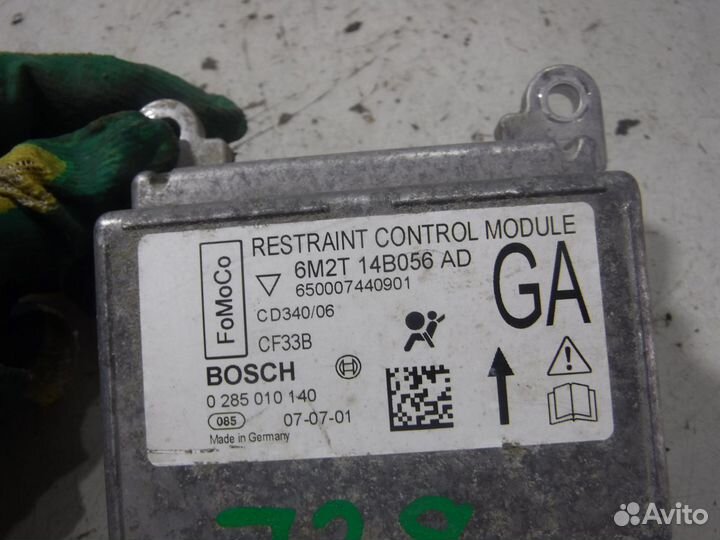 FoMoCo
RESTRAINT CONTROL MODULE
6M2T 14B056 AD
650007440901
GA
CD340/06
CF33B
BOSCH
0 285 010 140
085 07-07-01
Made in Germany
Avito